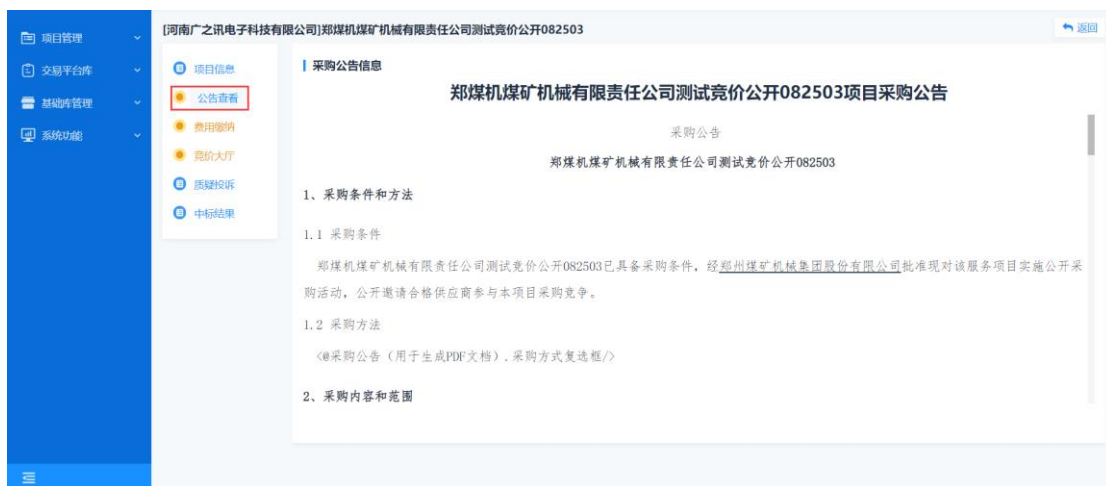 [河南广之讯电子科技有限公司]郑煤机煤矿机械有限责任公司测试竞价公开082503
返回
项目管理
交易平台库
基础库管理
系统功能
项目信息
公告查看
费用缴纳
竞价大厅
质疑投诉
中标结果
采购公告信息
郑煤机煤矿机械有限责任公司测试竞价公开082503项目采购公告
采购公告
郑煤机煤矿机械有限责任公司测试竞价公开082503
1、采购条件和方法
1.1 采购条件
郑煤机煤矿机械有限责任公司测试竞价公开082503已具备采购条件，经郑州煤矿机械集团股份有限公司批准现对该服务项目实施公开采
购活动，公开邀请合格供应商参与本项目采购竞争。
1.2 采购方法
<@采购公告（用于生成PDF文档）.采购方式复选框/>
2、采购内容和范围